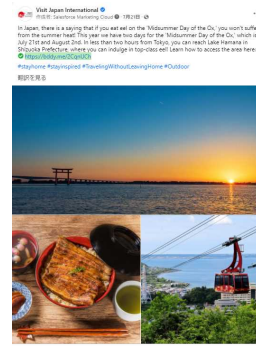 Visit Japan International
作成者: Salesforce Marketing Cloud · 7月21日
In Japan, there is a saying that if you eat eel on the 'Midsummer Day of the Ox,' you won't suffe
from the summer heat! This year we have two days for the 'Midsummer Day of the Ox,' which is
July 21st and August 2nd. In less than two hours from Tokyo, you can reach Lake Hamana in
Shizuoka Prefecture, where you can indulge in top-class eel! Learn how to access the area here:
#stayhome #stayinspired #TravelingWithoutLeavingHome #Outdoor
翻訳を見る